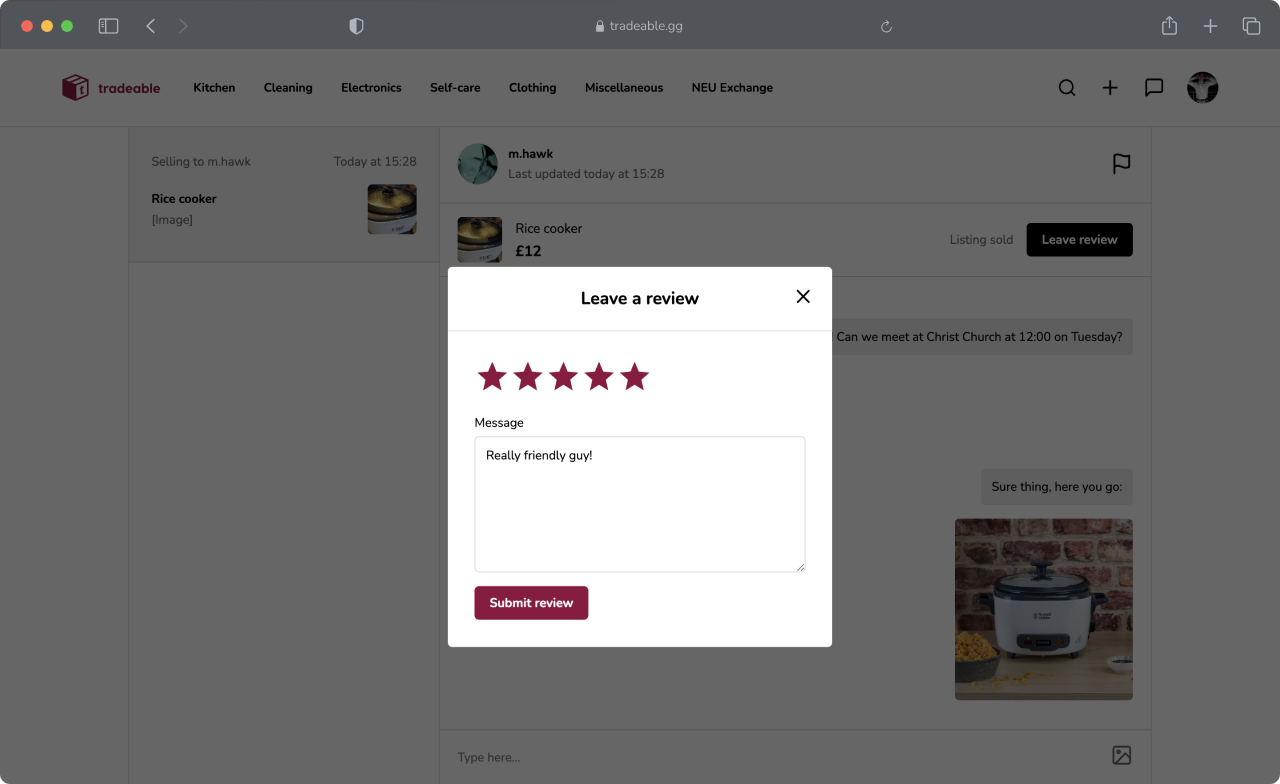 tradeable.gg
tradeable
Kitchen
Cleaning
Electronics
Self-care
Clothing
Miscellaneous
NEU Exchange
Selling to m.hawk
Today at 15:28
Rice cooker
[Image]
m.hawk
Last updated today at 15:28
Rice cooker
£12
Listing sold
Leave review
Leave a review
Can we meet at Christ Church at 12:00 on Tuesday?
Message
Really friendly guy!
Sure thing, here you go:
Submit review
Type here...